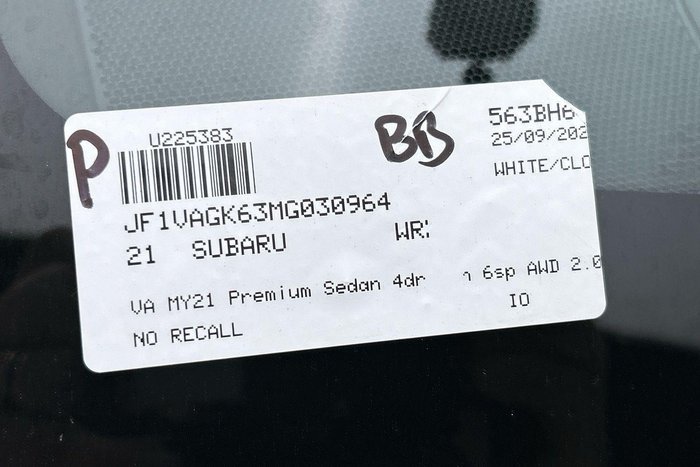 P
U225383
BB
563BH6
25/09/202
WHITE/CLO
JF1VAGK63MG030964
21 SUBARU WRX
VA MY21 Premium Sedan 4dr 6sp AWD 2.0
IO
NO RECALL